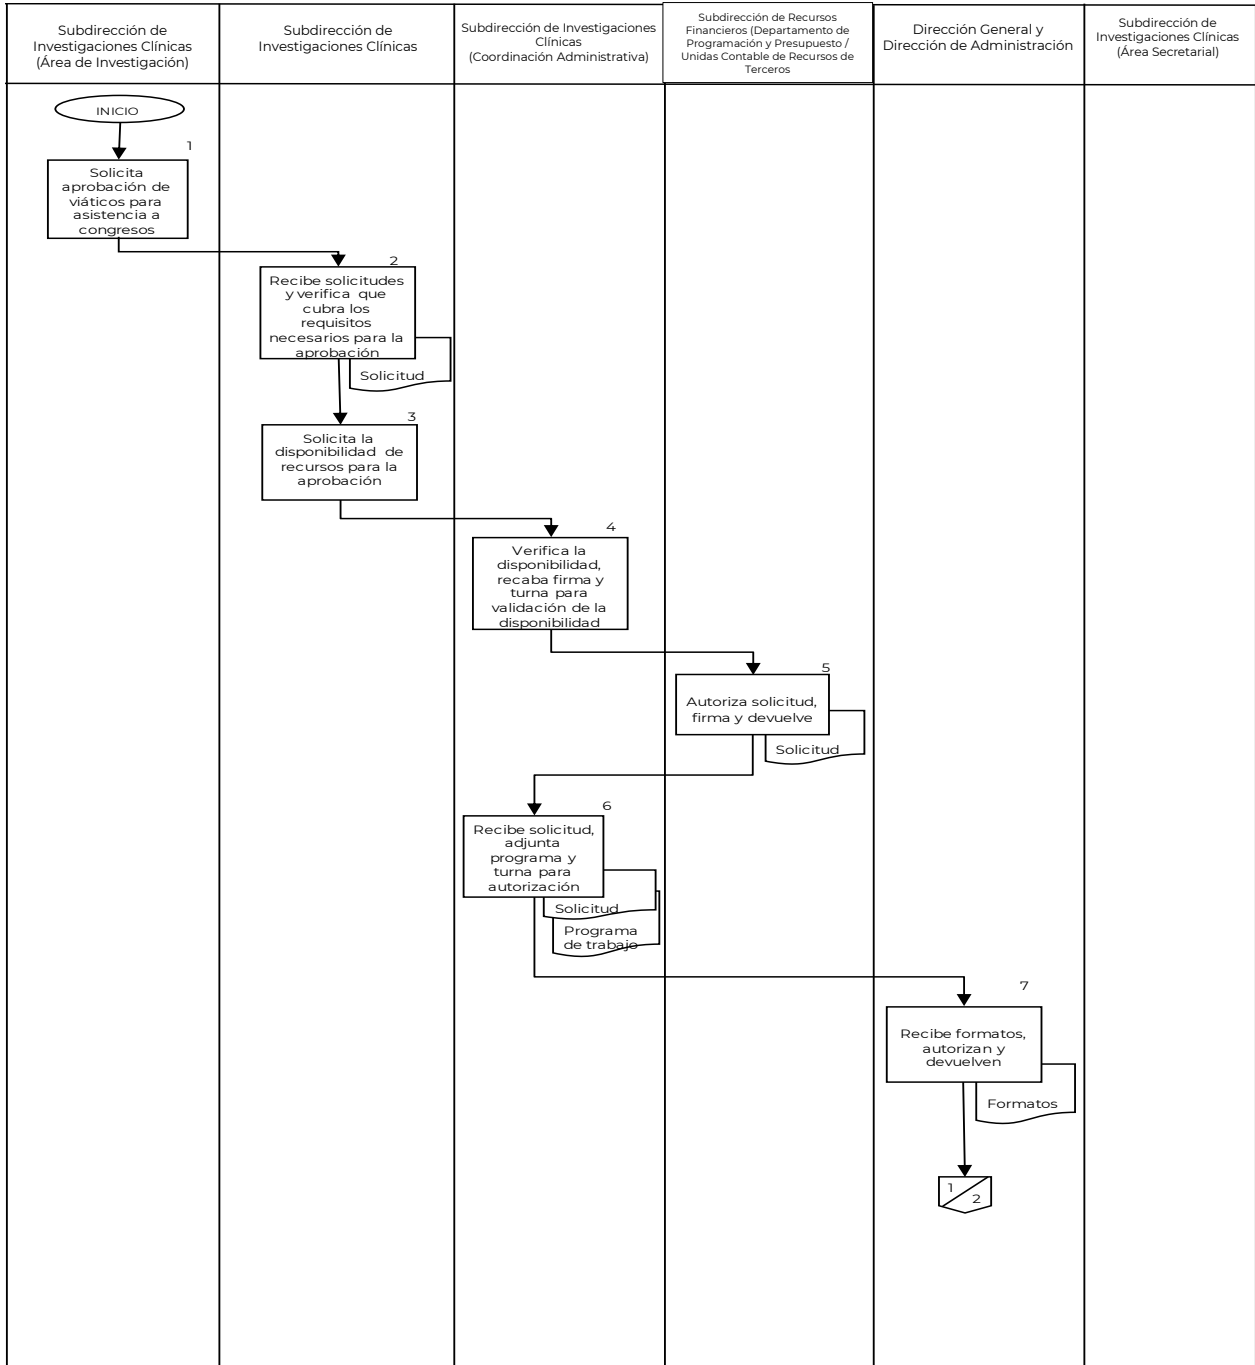 Subdirección de
Investigaciones Clínicas
(Área de Investigación)
Subdirección de
Investigaciones Clínicas
Subdirección de Investigaciones
Clínicas
(Coordinación Administrativa)
Subdirección de Recursos
Financieros (Departamento de
Programación y Presupuesto /
Unidas Contable de Recursos de
Terceros
Dirección General y
Dirección de Administración
Subdirección de
Investigaciones Clínicas
(Área Secretarial)
INICIO
1
Solicita
aprobación de
viáticos para
asistencia a
congresos
2
Recibe solicitudes
y verifica que
cubra los
requisitos
necesarios para la
aprobación
Solicitud
3
Solicita la
disponibilidad de
recursos para la
aprobación
4
Verifica la
disponibilidad,
recaba firma y
turna para
validación de la
disponibilidad
5
Autoriza solicitud,
firma y devuelve
Solicitud
6
Recibe solicitud,
adjunta
programa y
turna para
autorización
Solicitud
Programa
de trabajo
7
Recibe formatos,
autorizan y
devuelven
Formatos
1
2